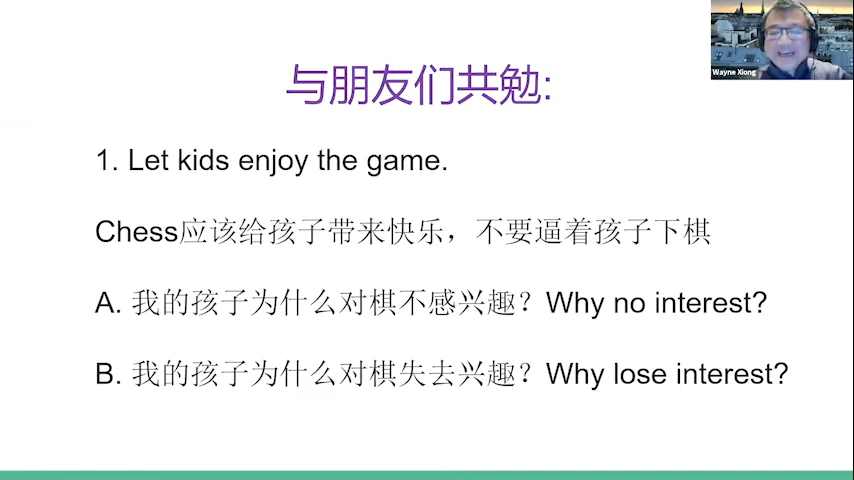 Wayne Xiong
与朋友们共勉:
1. Let kids enjoy the game.
Chess应该给孩子带来快乐，不要逼着孩子下棋
A. 我的孩子为什么对棋不感兴趣？Why no interest?
B. 我的孩子为什么对棋失去兴趣？Why lose interest?